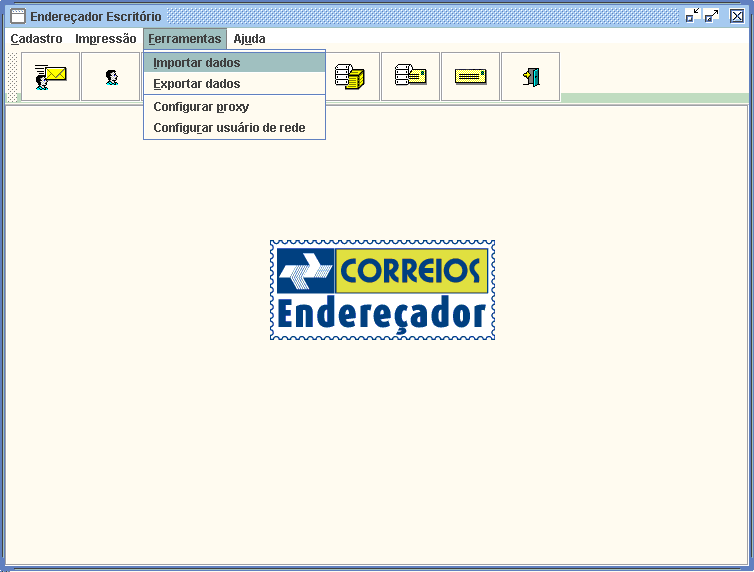 Endereçador Escritório
Cadastro Impressão Ferramentas Ajuda
Importar dados
Exportar dados
Configurar proxy
Configurar usuário de rede
CORREIOS
Endereçador